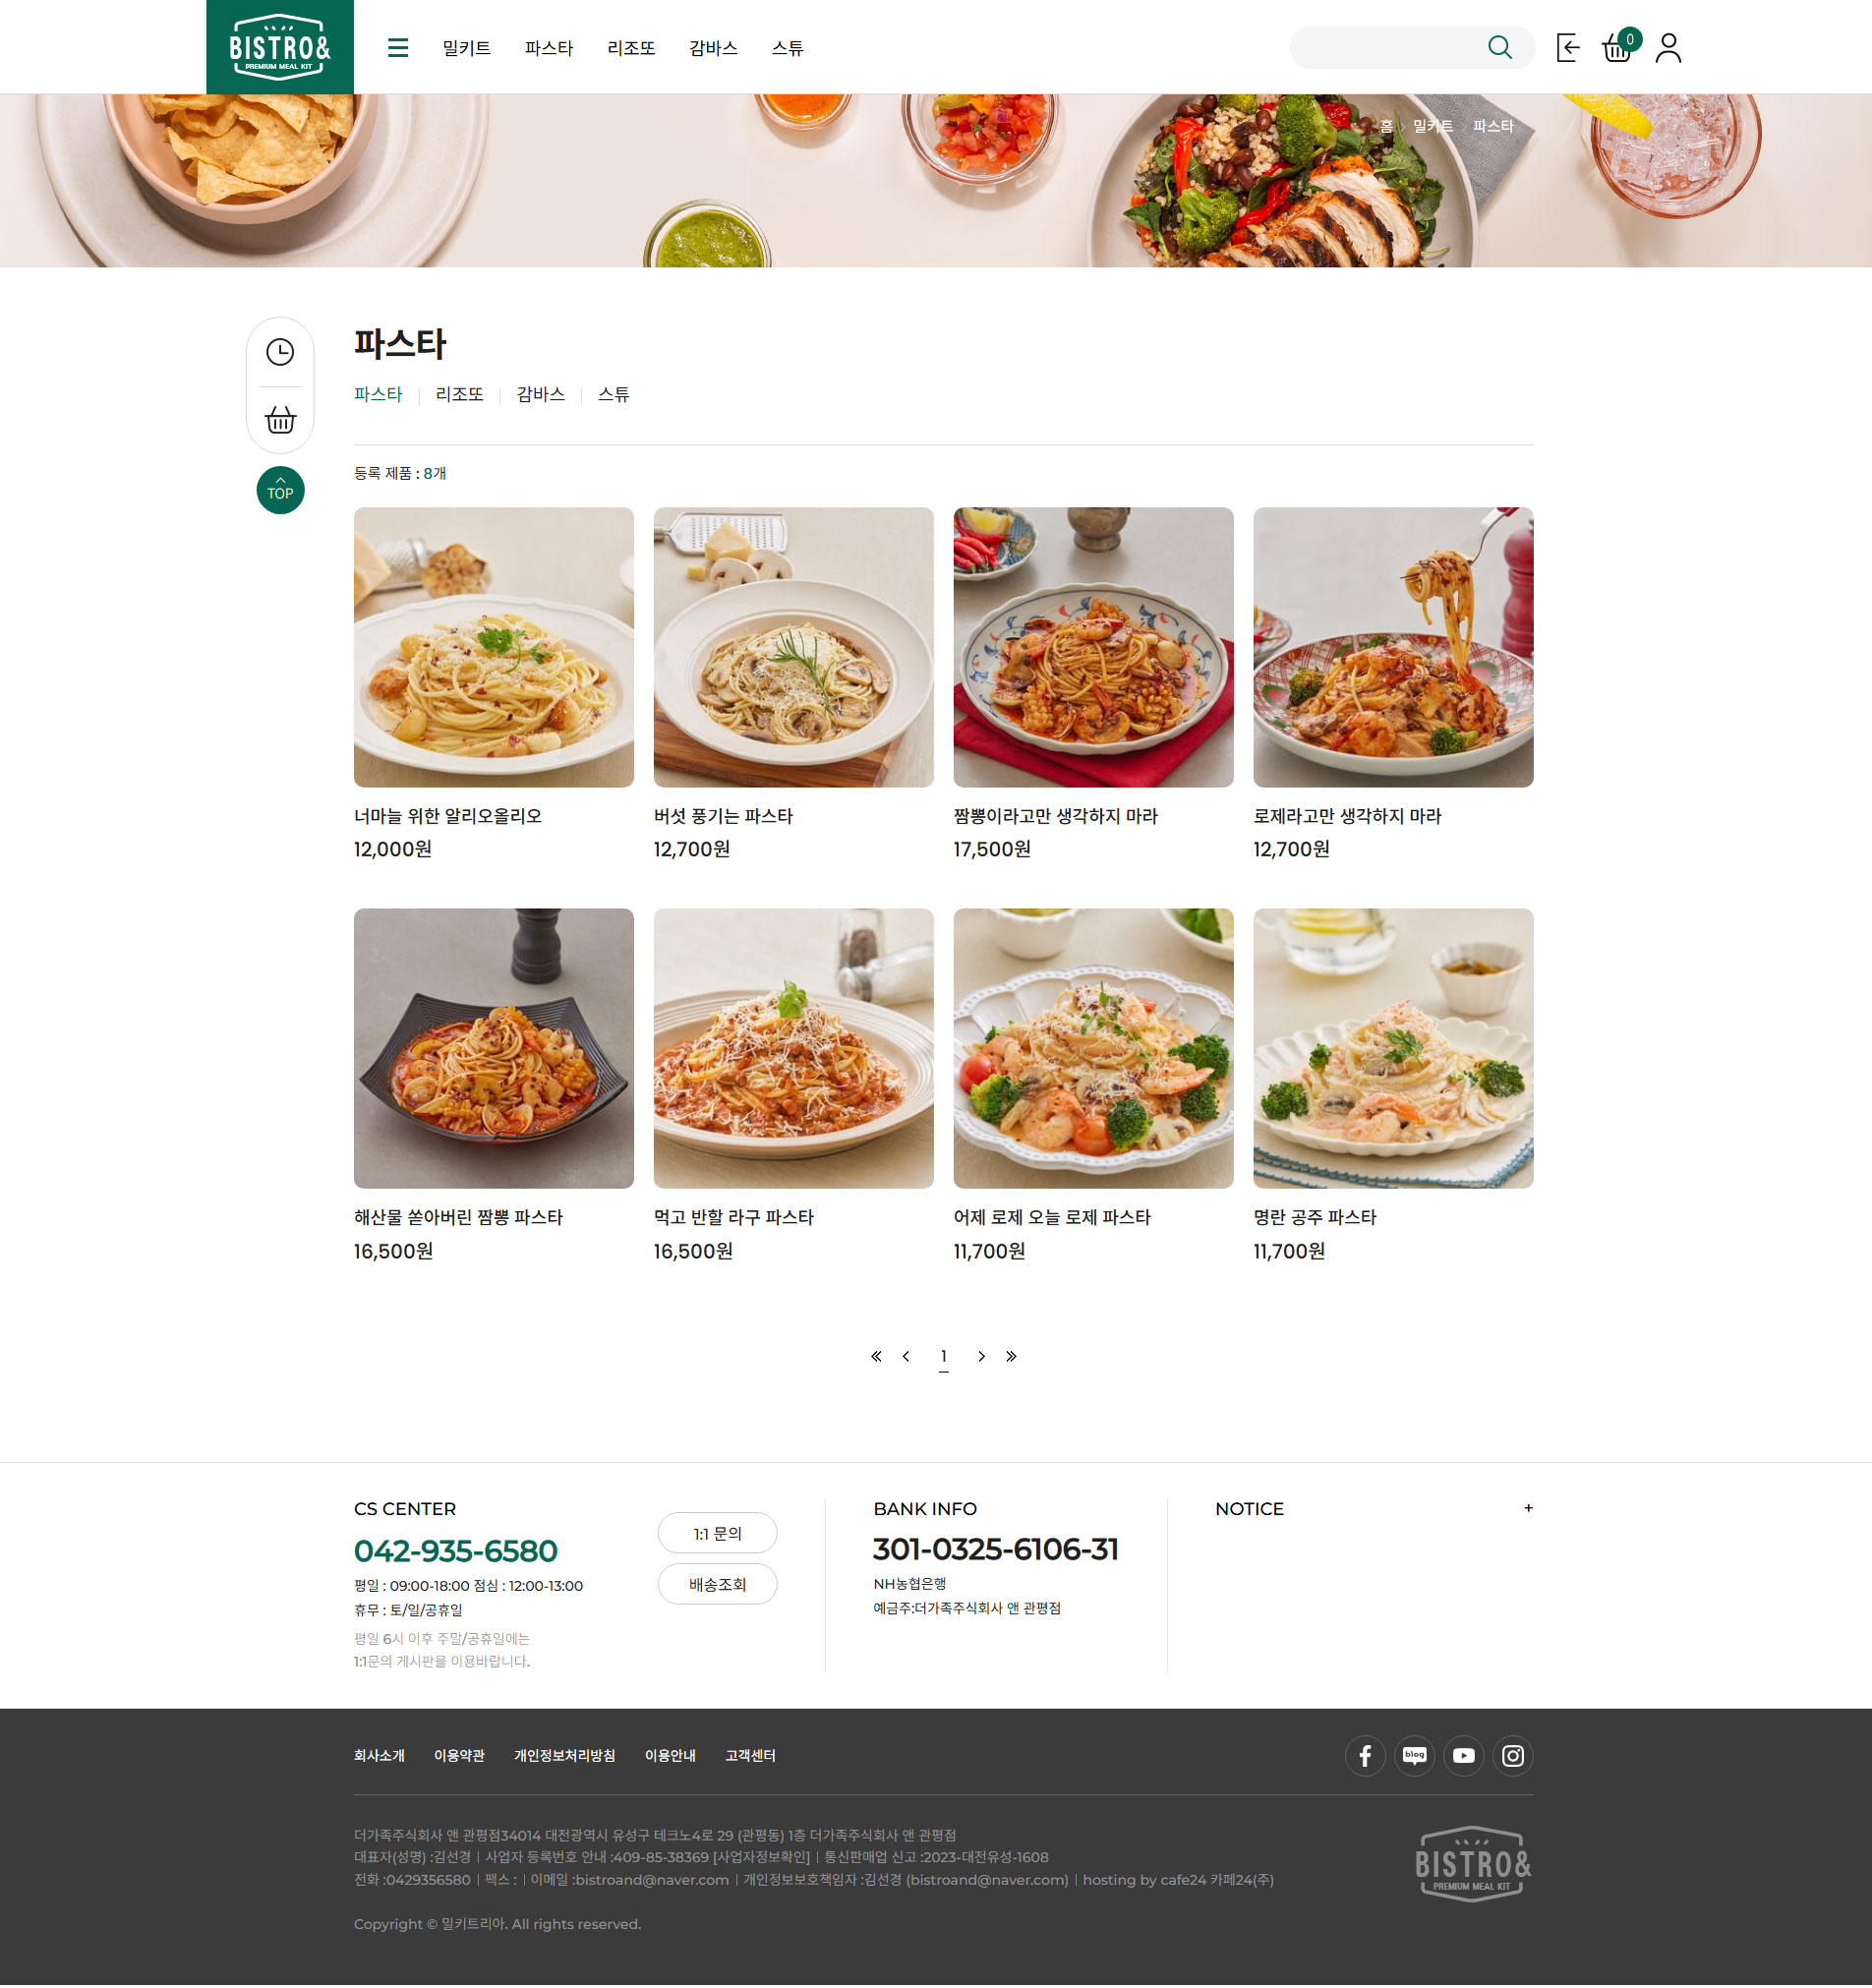 BISTRO&
PREMIUM MEAL KIT
밀키트
파스타
리조또
감바스
스튜
0
홈 밀키트 파스타
TOP
파스타
파스타
리조또
감바스
스튜
등록 제품 : 8개
너마늘 위한 알리오올리오
12,000원
버섯 풍기는 파스타
12,700원
짬뽕이라고만 생각하지 마라
17,500원
로제라고만 생각하지 마라
12,700원
해산물 쏟아버린 짬뽕 파스타
16,500원
먹고 반할 라구 파스타
16,500원
어제 로제 오늘 로제 파스타
11,700원
명란 공주 파스타
11,700원
1
CS CENTER
042-935-6580
평일 : 09:00-18:00 점심 : 12:00-13:00
휴무 : 토/일/공휴일
평일 6시 이후 주말/공휴일에는
1:1문의 게시판을 이용바랍니다.
1:1 문의
배송조회
BANK INFO
301-0325-6106-31
NH농협은행
예금주:더가족주식회사 앤 관평점
NOTICE
+
회사소개
이용약관
개인정보처리방침
이용안내
고객센터
blog
더가족주식회사 앤 관평점34014 대전광역시 유성구 테크노4로 29 (관평동) 1층 더가족주식회사 앤 관평점
대표자(성명) :김선경 | 사업자 등록번호 안내 :409-85-38369 [사업자정보확인] | 통신판매업 신고 :2023-대전유성-1608
전화 :0429356580 | 팩스 : | 이메일 :bistroand@naver.com | 개인정보보호책임자 :김선경 (bistroand@naver.com) | hosting by cafe24 카페24(주)
Copyright © 밀키트리아. All rights reserved.
BISTRO&
PREMIUM MEAL KIT